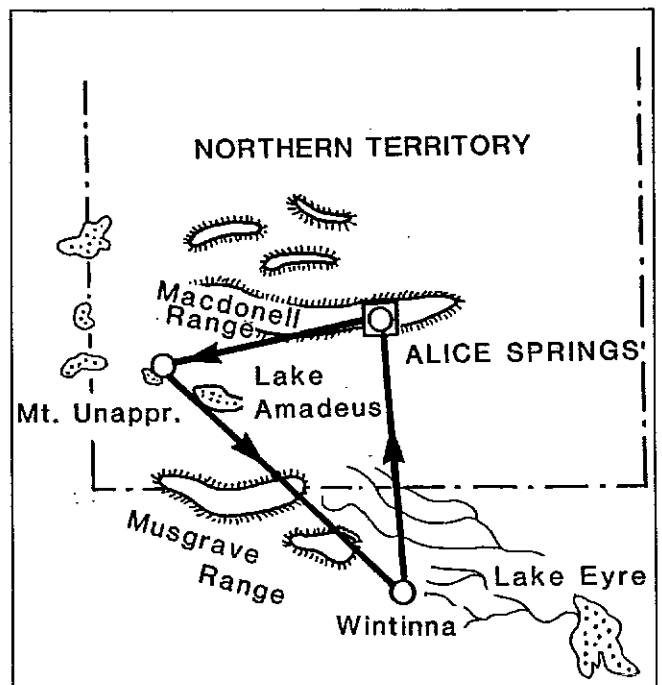 NORTHERN TERRITORY
Macdonell
Range
ALICE SPRINGS
Lake
Amadeus
Mt. Unappr.
Musgrave
Range
Lake Eyre
Wintinna